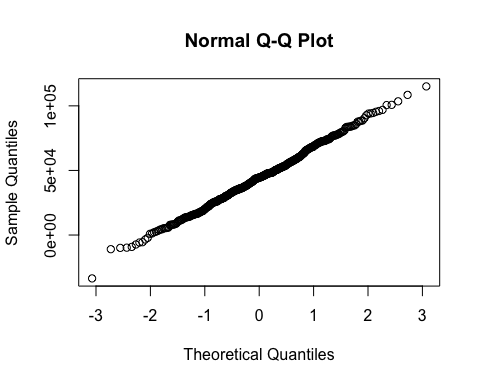 Normal Q-Q Plot
Sample Quantiles
1e+05
5e+04
0e+00
-3 -2 -1 0 1 2 3
Theoretical Quantiles